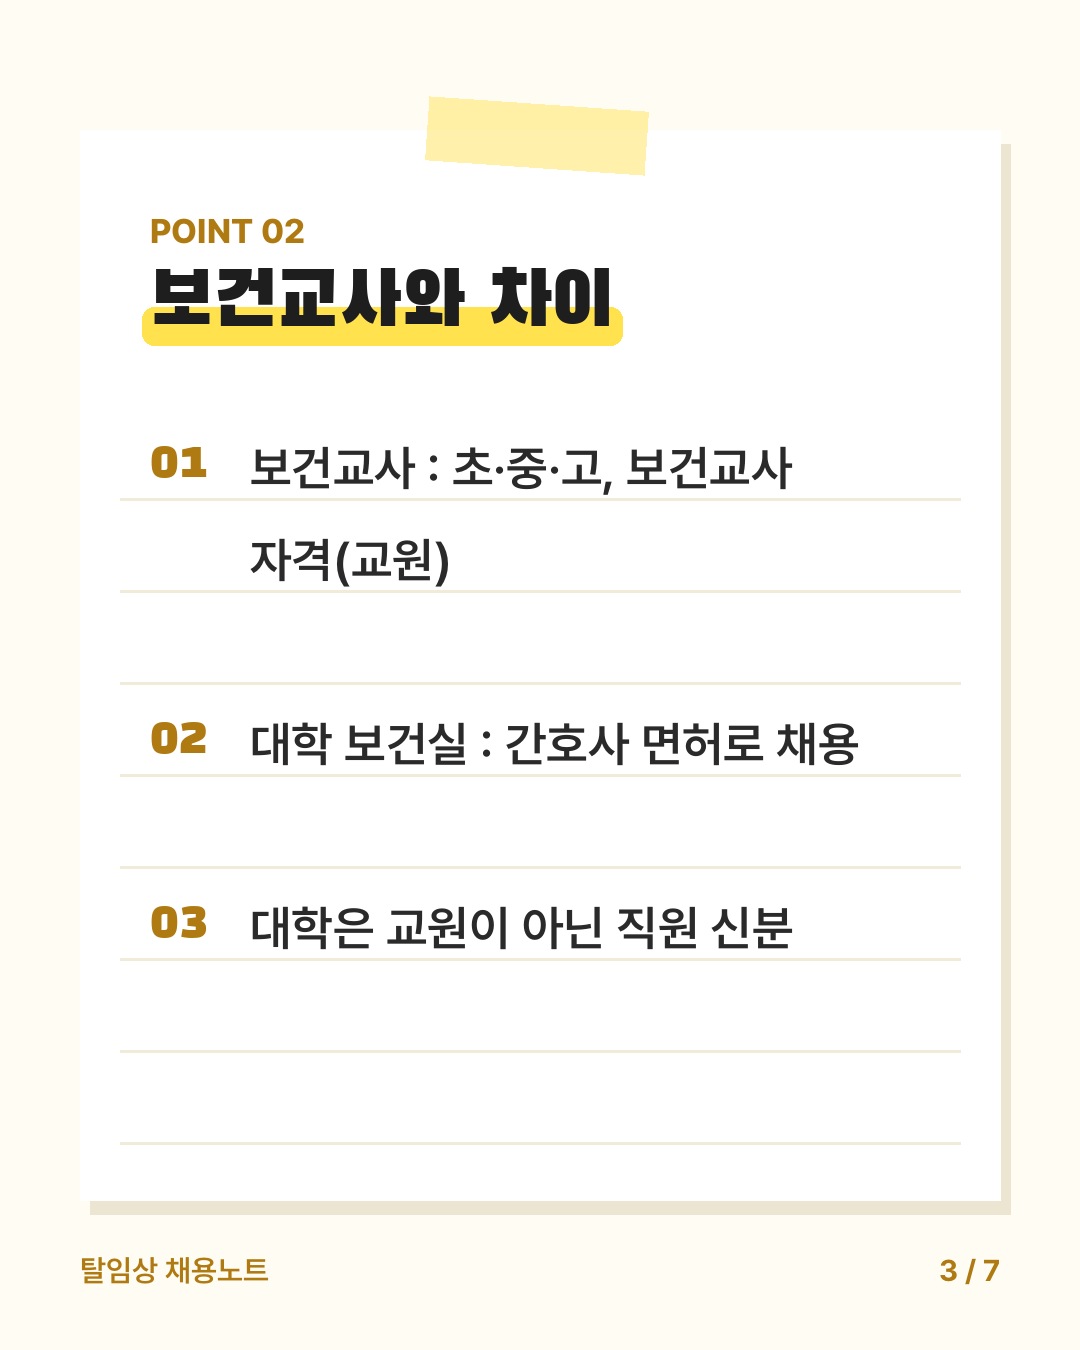 POINT 02
보건교사와 차이
01 보건교사 : 초·중·고, 보건교사
자격(교원)
02 대학 보건실 : 간호사 면허로 채용
03 대학은 교원이 아닌 직원 신분
탈임상 채용노트
3 / 7